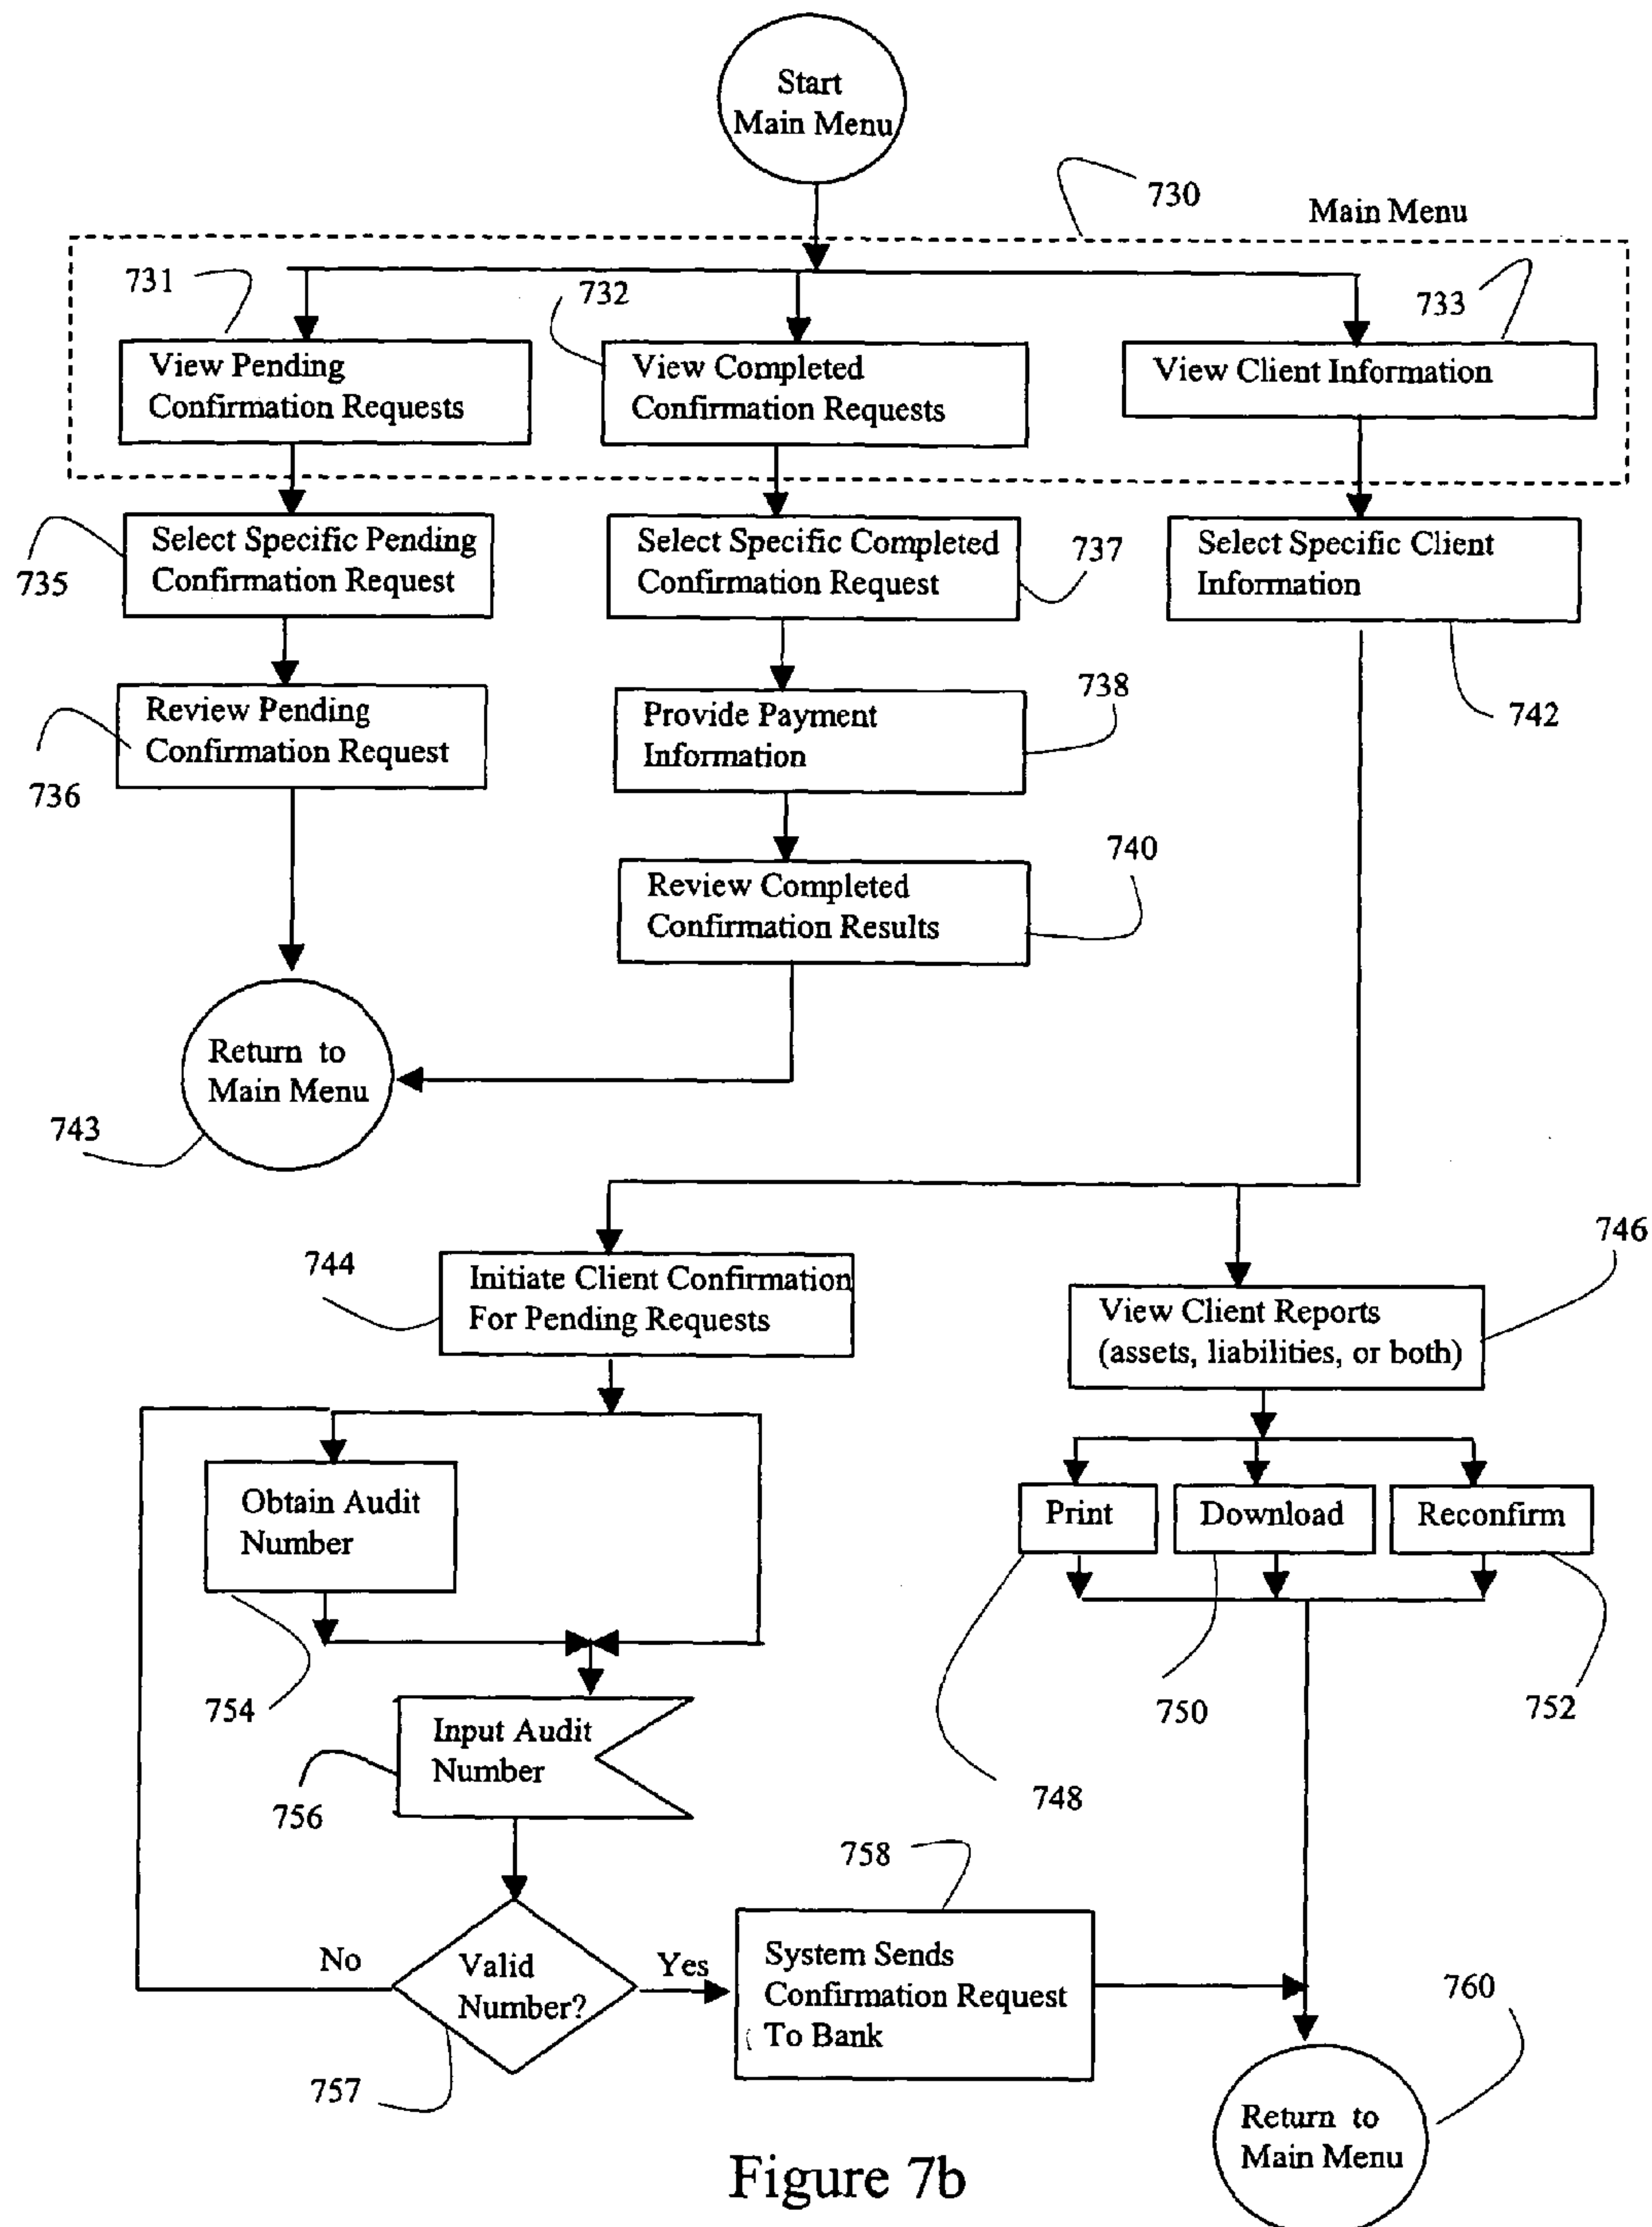 Start
Main Menu
730
Main Menu
731
732
733
View Pending
Confirmation Requests
View Completed
Confirmation Requests
View Client Information
735
Select Specific Pending
Confirmation Request
Select Specific Completed
Confirmation Request
737
Select Specific Client
Information
742
736
Review Pending
Confirmation Request
Provide Payment
Information
738
Review Completed
Confirmation Results
740
Return to
Main Menu
743
744
Initiate Client Confirmation
For Pending Requests
746
View Client Reports
(assets, liabilities, or both)
Obtain Audit
Number
754
Print
Download
Reconfirm
748
750
752
Input Audit
Number
756
Valid
Number?
757
No
Yes
758
System Sends
Confirmation Request
To Bank
760
Return to
Main Menu
Figure 7b